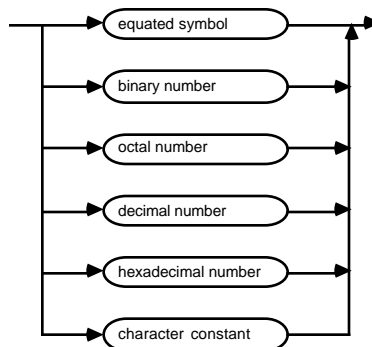 equated symbol
binary number
octal number
decimal number
hexadecimal number
character constant